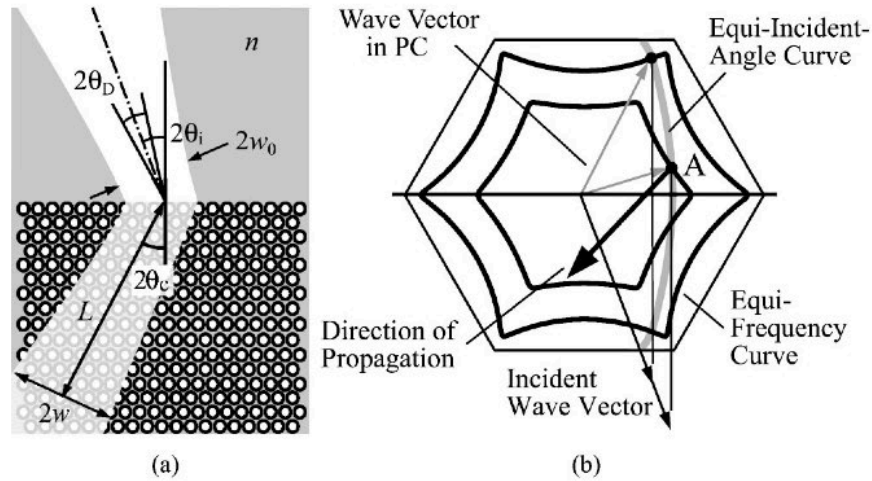 n
2θD
2θi
2w0
2θc
L
2w
(a)
Wave Vector
in PC
(b)
Equi-Incident-
Angle Curve
A
Direction of
Propagation
Incident
Wave Vector
Equi-
Frequency
Curve